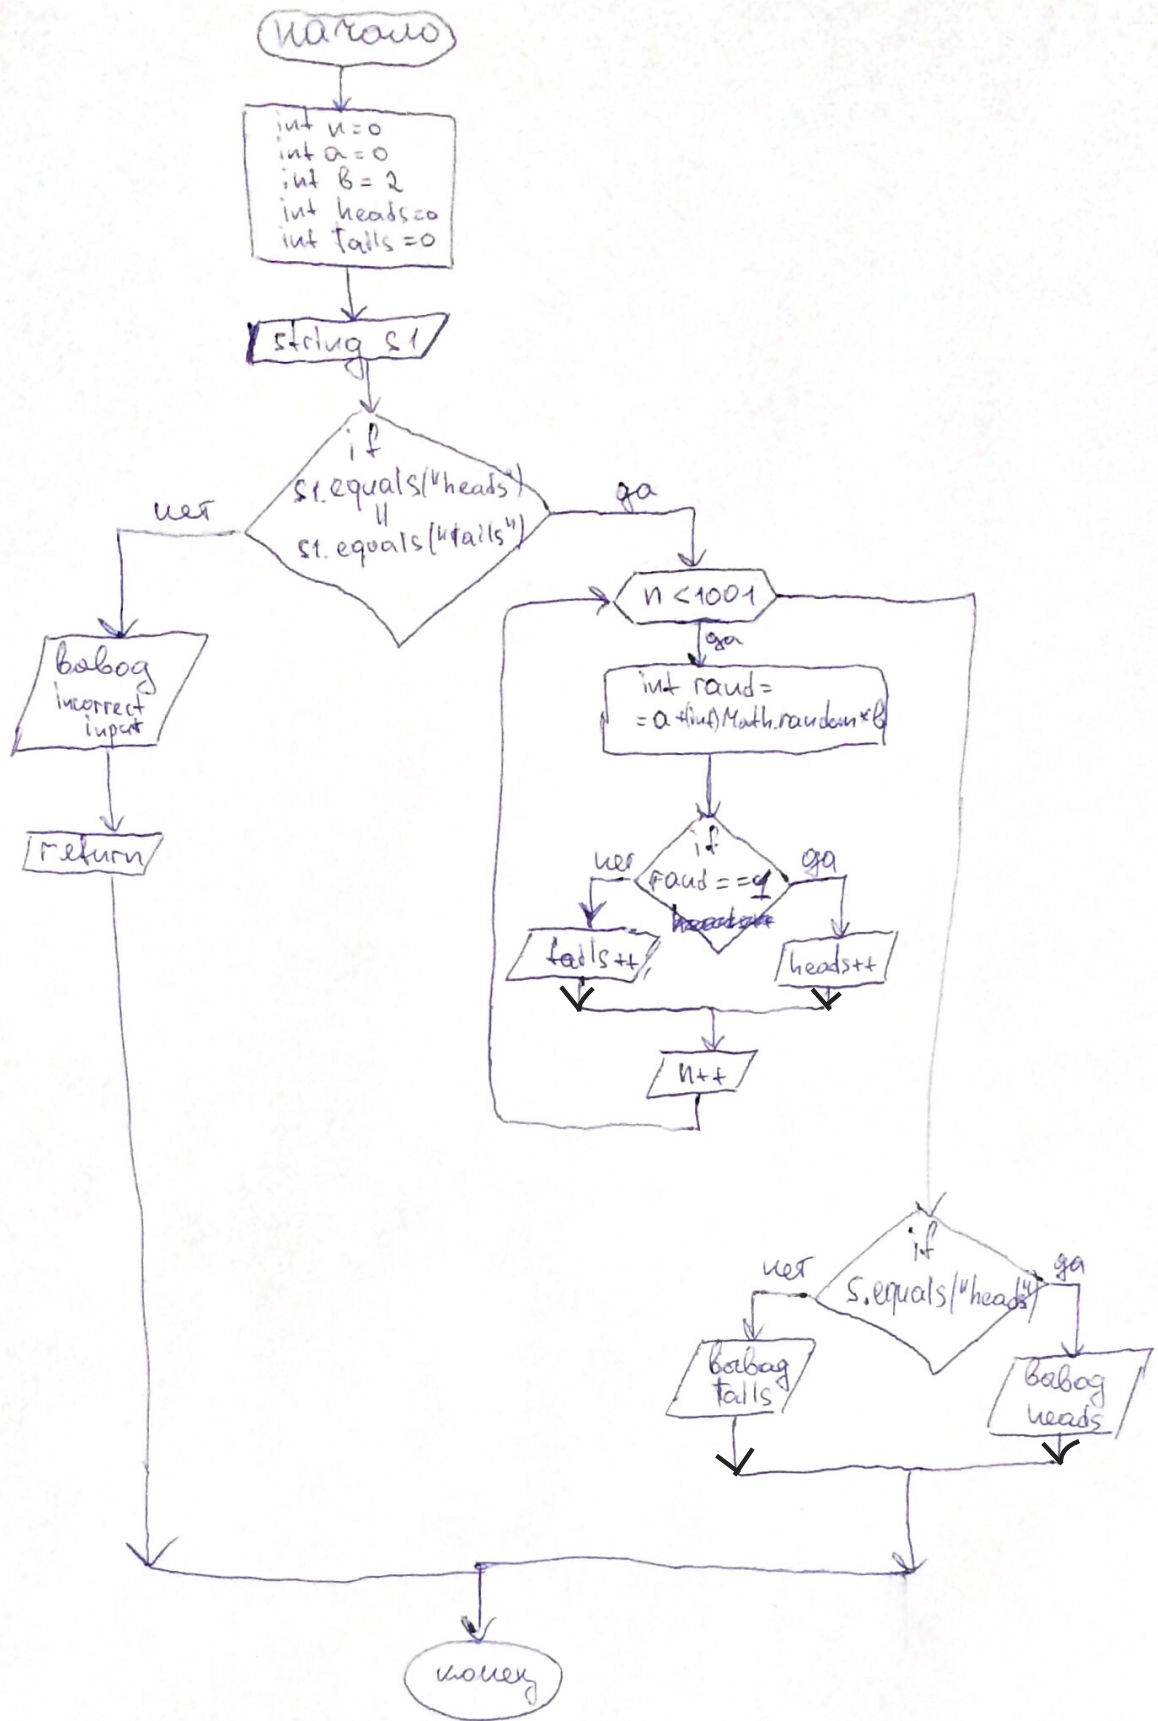 начало
int n=0
int a=0
int b=2
int heads=0
int tails=0
string s1
if
s1.equals("heads")
||
s1.equals("tails")
нет
да
вывод
incorrect
input
return
n<1001
да
int rand=
=a+(int)Math.random*b
if
rand==1
нет
да
tails++
heads++
n++
if
s.equals("heads")
нет
да
вывод
tails
вывод
heads
конец